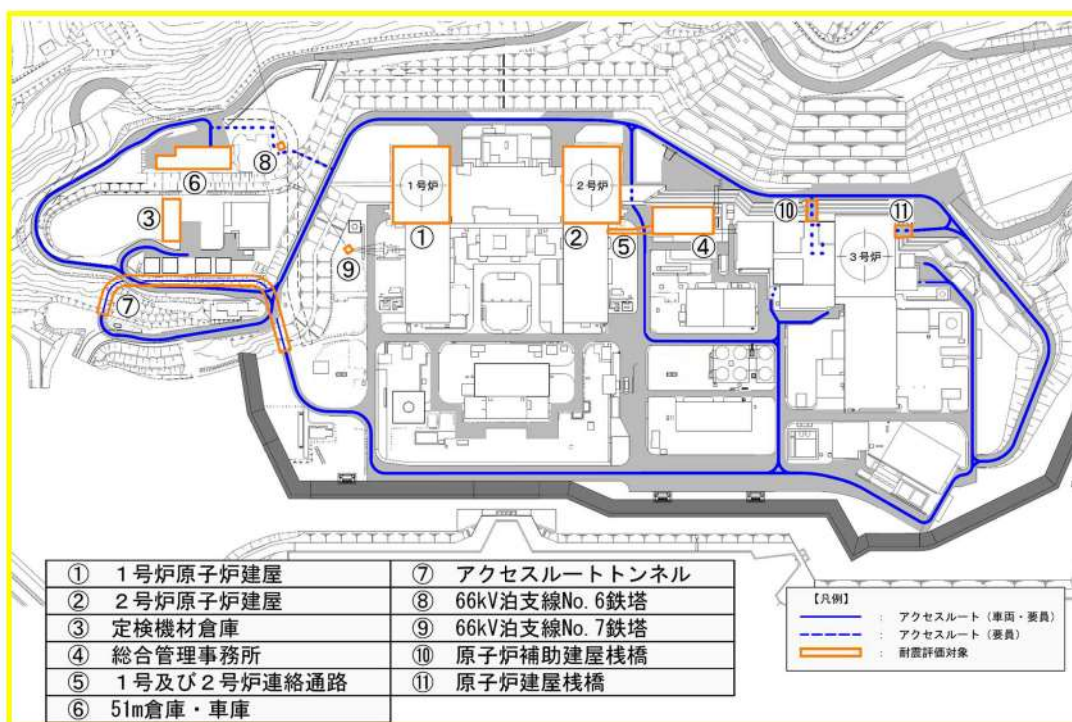 ⑧
⑥
1号炉
2号炉
③
①
②
⑤
④
⑩
⑪
3号炉
⑨
⑦
① 1号炉原子炉建屋
② 2号炉原子炉建屋
③ 定検機材倉庫
④ 総合管理事務所
⑤ 1号及び2号炉連絡通路
⑥ 51m倉庫・車庫
⑦ アクセスルートトンネル
⑧ 66kV泊支線No.6鉄塔
⑨ 66kV泊支線No.7鉄塔
⑩ 原子炉補助建屋桟橋
⑪ 原子炉建屋桟橋
【凡例】
: アクセスルート（車両・要員）
: アクセスルート（要員）
: 耐震評価対象